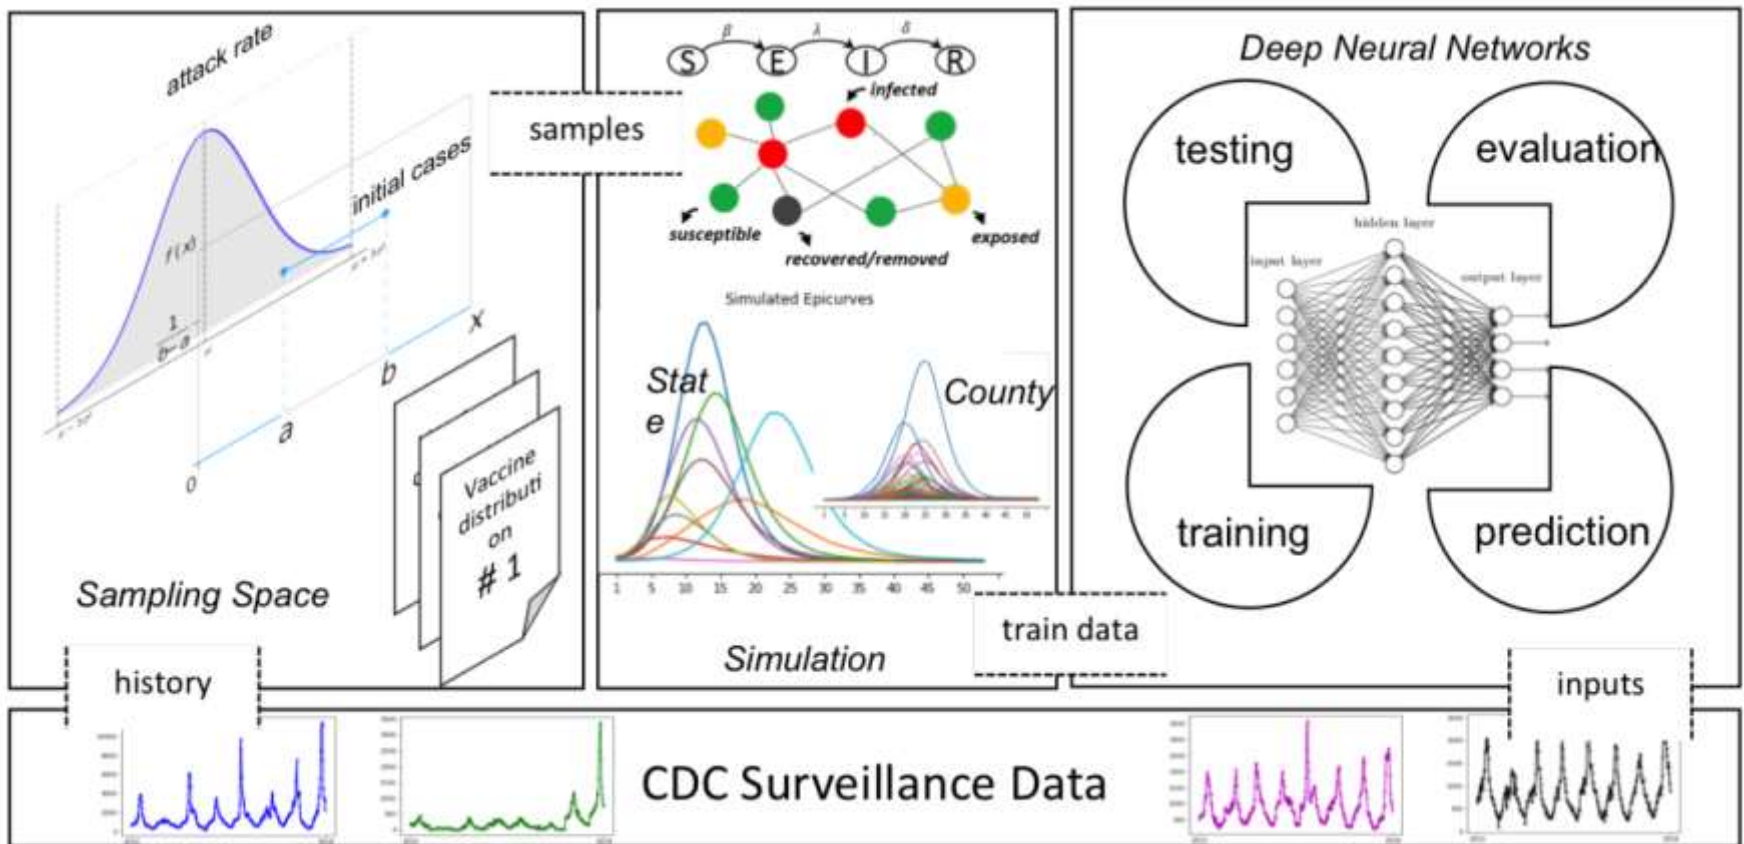 attack rate
initial cases
f(x)
1
b-a
0
a
b
x
Vaccine
distributi
on
# 1
Sampling Space
samples
β λ δ
S E I R
infected
susceptible
exposed
recovered/removed
Simulated Epicurves
Stat
e
County
1 5 10 15 20 25 30 35 40 45 50
Simulation
train data
Deep Neural Networks
testing
evaluation
hidden layer
input layer
output layer
training
prediction
history
inputs
CDC Surveillance Data